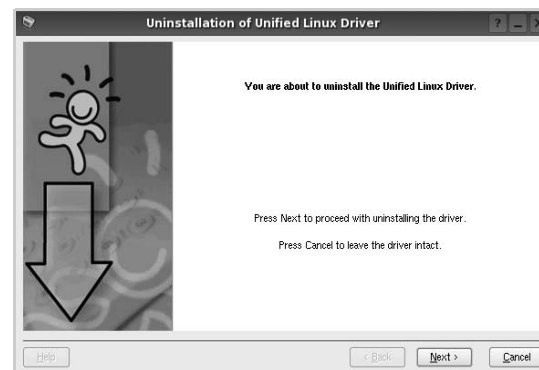 Uninstallation of Unified Linux Driver
You are about to uninstall the Unified Linux Driver.
Press Next to proceed with uninstalling the driver.
Press Cancel to leave the driver intact.
Help
< Back
Next >
Cancel